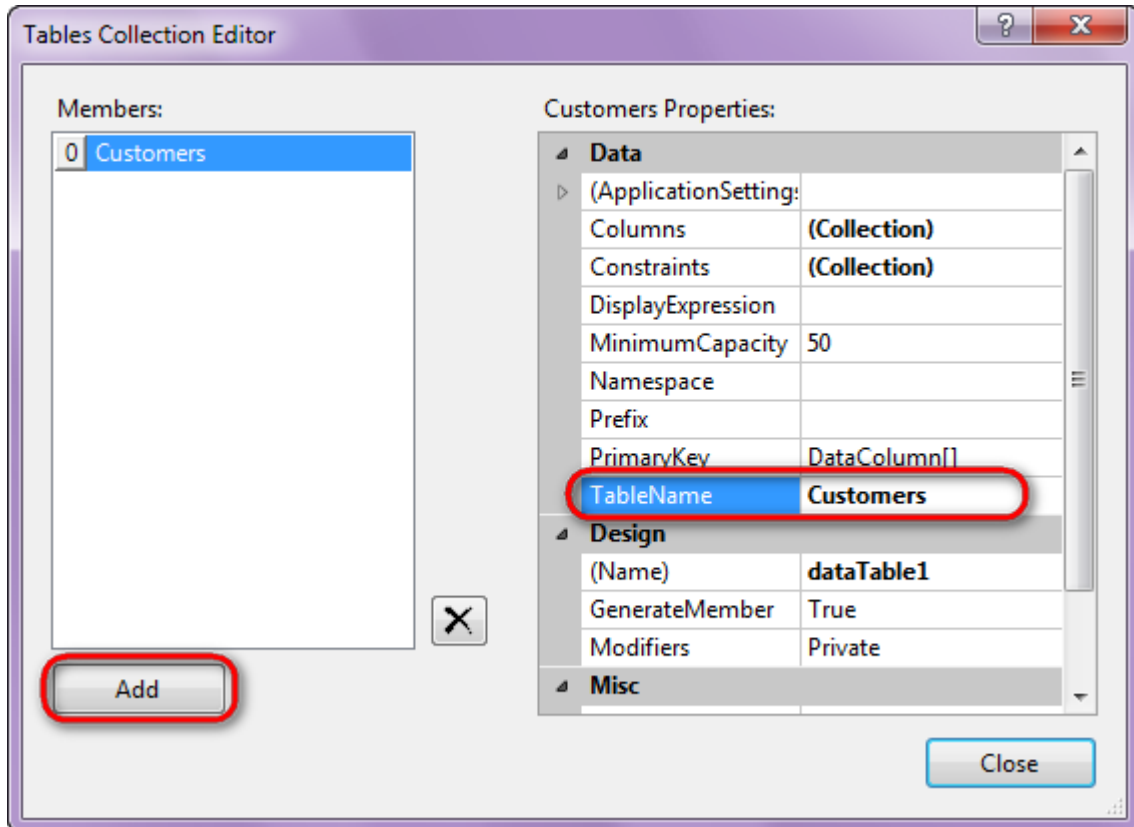 Tables Collection Editor
?
X
Members:
Customers Properties:
0 Customers
Data
(ApplicationSettings
Columns (Collection)
Constraints (Collection)
DisplayExpression
MinimumCapacity 50
Namespace
Prefix
PrimaryKey DataColumn[]
TableName Customers
Design
(Name) dataTable1
GenerateMember True
Modifiers Private
Misc
Add
Close